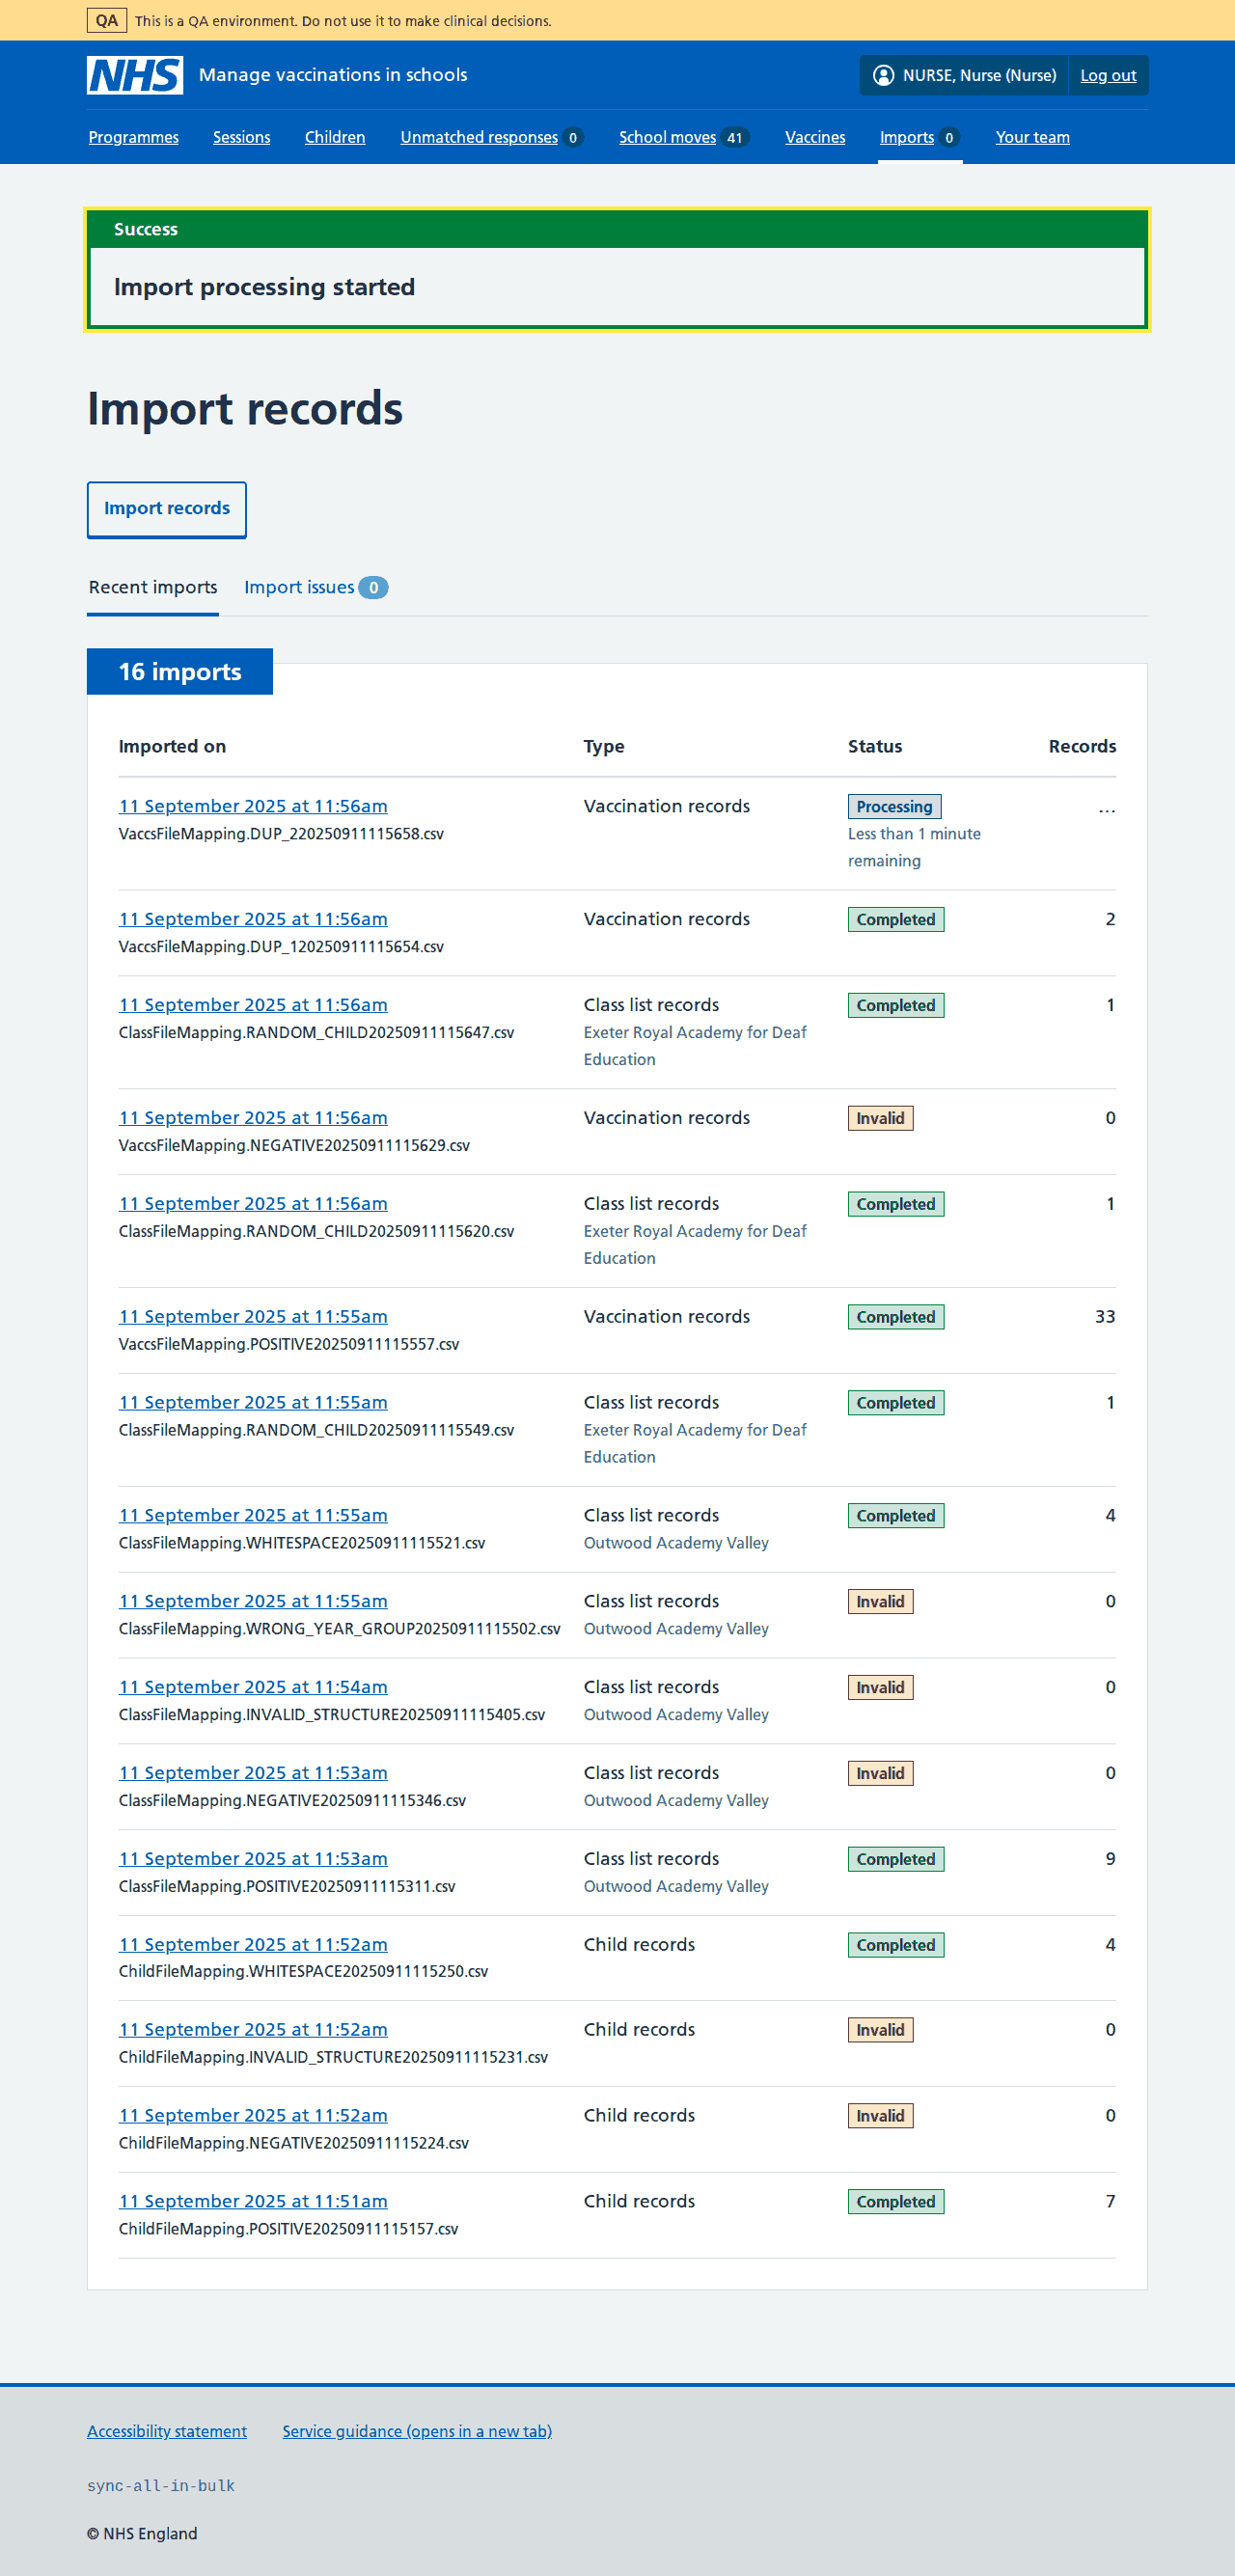 QA This is a QA environment. Do not use it to make clinical decisions.
NHS Manage vaccinations in schools NURSE, Nurse (Nurse) Log out
Programmes Sessions Children Unmatched responses 0 School moves 41 Vaccines Imports 0 Your team
Success
Import processing started
Import records
Import records
Recent imports Import issues 0
16 imports
Imported on Type Status Records
11 September 2025 at 11:56am Vaccination records Processing ...
VaccsFileMapping.DUP_220250911115658.csv Less than 1 minute
remaining
11 September 2025 at 11:56am Vaccination records Completed 2
VaccsFileMapping.DUP_120250911115654.csv
11 September 2025 at 11:56am Class list records Completed 1
ClassFileMapping.RANDOM_CHILD20250911115647.csv Exeter Royal Academy for Deaf
Education
11 September 2025 at 11:56am Vaccination records Invalid 0
VaccsFileMapping.NEGATIVE20250911115629.csv
11 September 2025 at 11:56am Class list records Completed 1
ClassFileMapping.RANDOM_CHILD20250911115620.csv Exeter Royal Academy for Deaf
Education
11 September 2025 at 11:55am Vaccination records Completed 33
VaccsFileMapping.POSITIVE20250911115557.csv
11 September 2025 at 11:55am Class list records Completed 1
ClassFileMapping.RANDOM_CHILD20250911115549.csv Exeter Royal Academy for Deaf
Education
11 September 2025 at 11:55am Class list records Completed 4
ClassFileMapping.WHITESPACE20250911115521.csv Outwood Academy Valley
11 September 2025 at 11:55am Class list records Invalid 0
ClassFileMapping.WRONG_YEAR_GROUP20250911115502.csv Outwood Academy Valley
11 September 2025 at 11:54am Class list records Invalid 0
ClassFileMapping.INVALID_STRUCTURE20250911115405.csv Outwood Academy Valley
11 September 2025 at 11:53am Class list records Invalid 0
ClassFileMapping.NEGATIVE20250911115346.csv Outwood Academy Valley
11 September 2025 at 11:53am Class list records Completed 9
ClassFileMapping.POSITIVE20250911115311.csv Outwood Academy Valley
11 September 2025 at 11:52am Child records Completed 4
ChildFileMapping.WHITESPACE20250911115250.csv
11 September 2025 at 11:52am Child records Invalid 0
ChildFileMapping.INVALID_STRUCTURE20250911115231.csv
11 September 2025 at 11:52am Child records Invalid 0
ChildFileMapping.NEGATIVE20250911115224.csv
11 September 2025 at 11:51am Child records Completed 7
ChildFileMapping.POSITIVE20250911115157.csv
Accessibility statement Service guidance (opens in a new tab)
sync-all-in-bulk
© NHS England